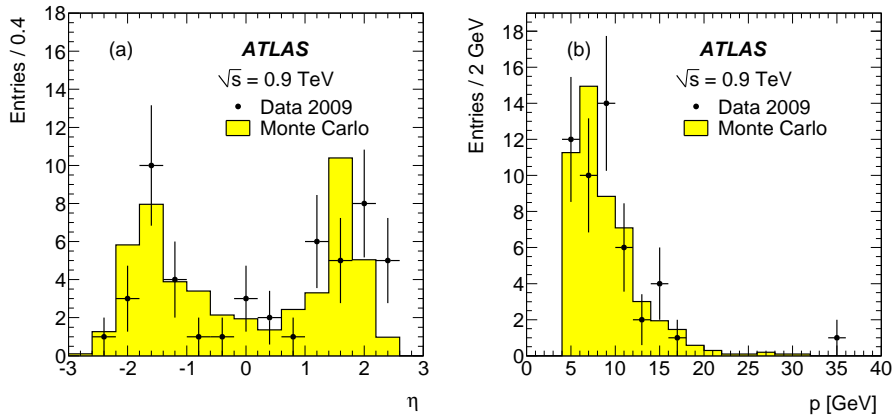 Entries / 0.4
18
16
14
12
10
8
6
4
2
0
(a)
ATLAS
√s = 0.9 TeV
Data 2009
Monte Carlo
-3 -2 -1 0 1 2 3
η
Entries / 2 GeV
18
16
14
12
10
8
6
4
2
0
(b)
ATLAS
√s = 0.9 TeV
Data 2009
Monte Carlo
0 5 10 15 20 25 30 35 40
p [GeV]